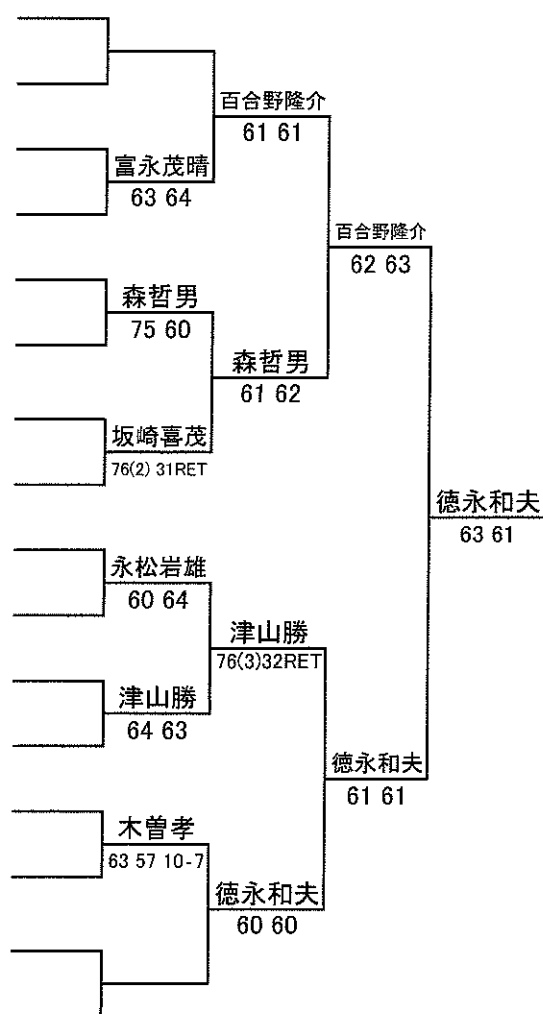 百合野隆介
61 61
富永茂晴
63 64
百合野隆介
62 63
森哲男
75 60
森哲男
61 62
坂崎喜茂
76(2) 31RET
徳永和夫
63 61
永松岩雄
60 64
津山勝
76(3)32RET
津山勝
64 63
徳永和夫
61 61
木曽孝
63 57 10-7
徳永和夫
60 60